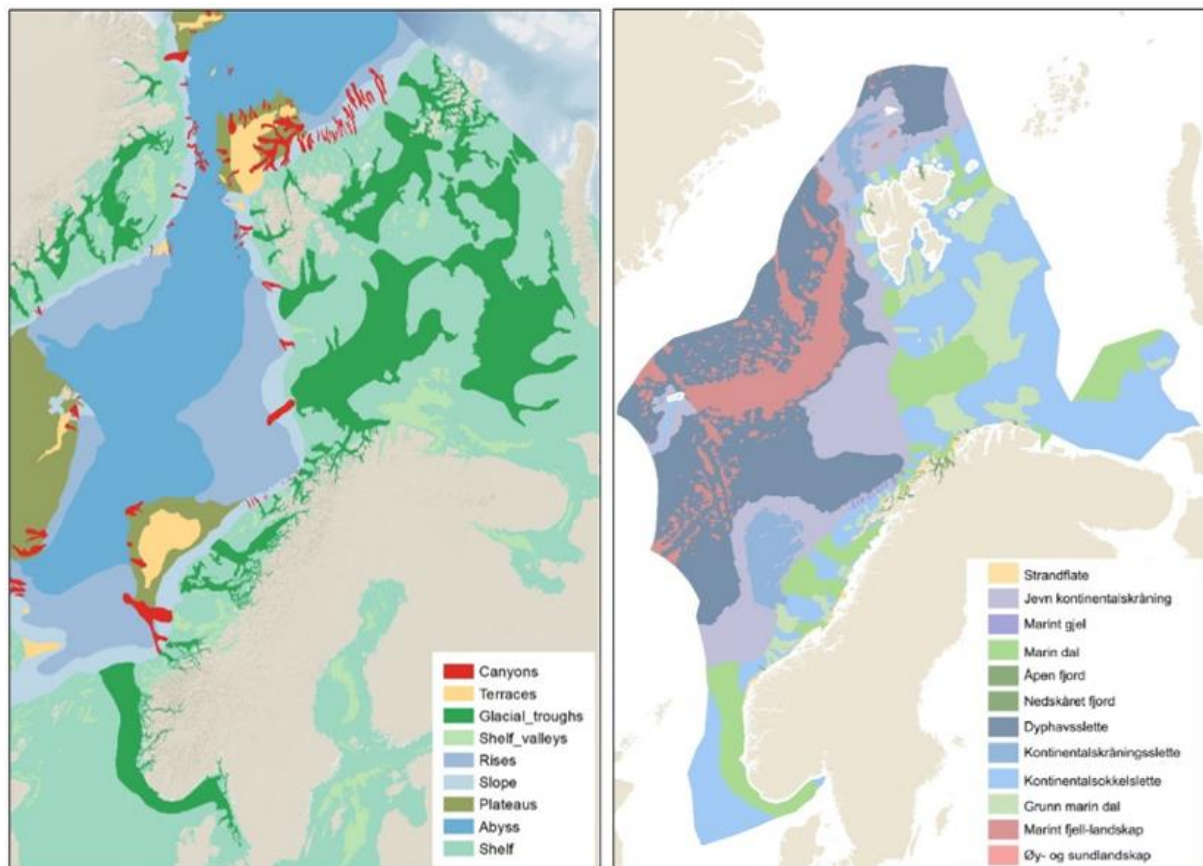 Canyons
Terraces
Glacial_troughs
Shelf_valleys
Rises
Slope
Plateaus
Abyss
Shelf
Strandflate
Jevn kontinentalskråning
Marint gjel
Marin dal
Åpen fjord
Nedskåret fjord
Dyphavsslette
Kontinentalskråningsslette
Kontinentalsokkelslette
Grunn marin dal
Marint fjell-landskap
Øy- og sundlandskap